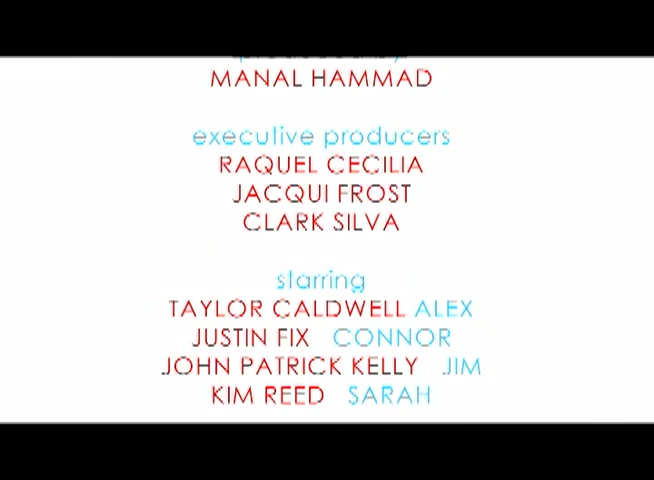 MANAL HAMMAD
executive producers
RAQUEL CECILIA
JACQUI FROST
CLARK SILVA
starring
TAYLOR CALDWELL ALEX
JUSTIN FIX CONNOR
JOHN PATRICK KELLY JIM
KIM REED SARAH